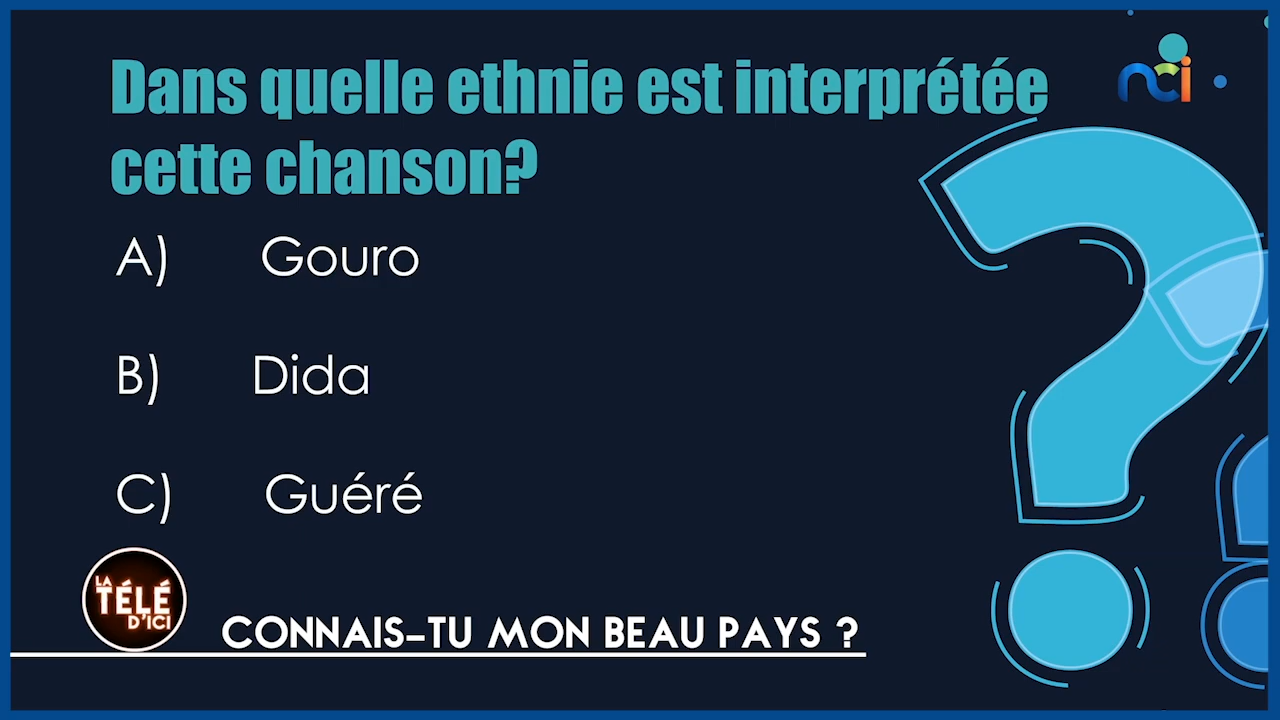 nci
Dans quelle ethnie est interprétée
cette chanson?
A) Gouro
B) Dida
C) Guéré
LA
TÉLÉ
D'ICI
CONNAIS-TU MON BEAU PAYS ?